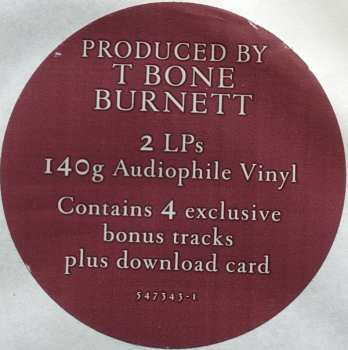 PRODUCED BY
T BONE
BURNETT
2 LPs
140g Audiophile Vinyl
Contains 4 exclusive
bonus tracks
plus download card
547343-1